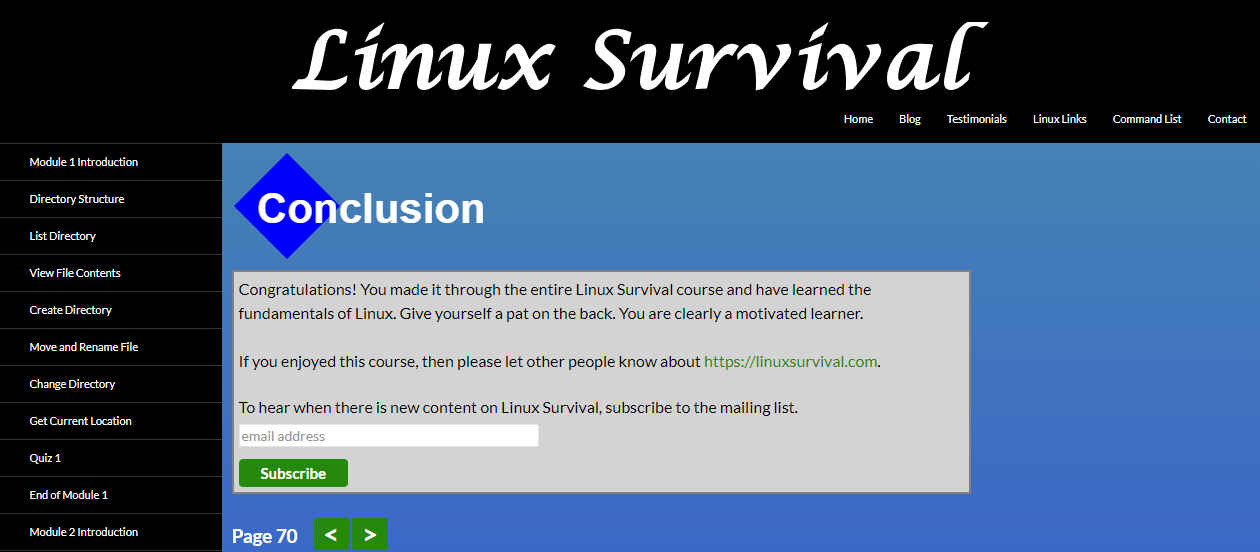 Linux Survival
Home Blog Testimonials Linux Links Command List Contact
Module 1 Introduction
Directory Structure
List Directory
View File Contents
Create Directory
Move and Rename File
Change Directory
Get Current Location
Quiz 1
End of Module 1
Module 2 Introduction
Conclusion
Congratulations! You made it through the entire Linux Survival course and have learned the
fundamentals of Linux. Give yourself a pat on the back. You are clearly a motivated learner.
If you enjoyed this course, then please let other people know about https://linuxsurvival.com.
To hear when there is new content on Linux Survival, subscribe to the mailing list.
email address
Subscribe
Page 70 < >